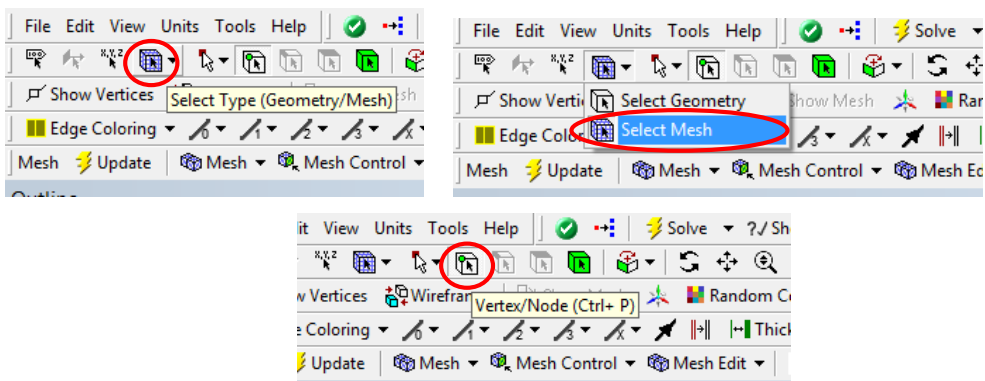 File Edit View Units Tools Help
Show Vertices
Select Type (Geometry/Mesh)
Edge Coloring
Mesh Update Mesh Mesh Control
File Edit View Units Tools Help Solve
Show Verti Select Geometry Show Mesh Ran
Edge Color Select Mesh
Mesh Update Mesh Mesh Control Mesh Ed
it View Units Tools Help Solve ?/ Sh
w Vertices Wirefra Random C
Vertex/Node (Ctrl+ P)
e Coloring Thick
Update Mesh Mesh Control Mesh Edit